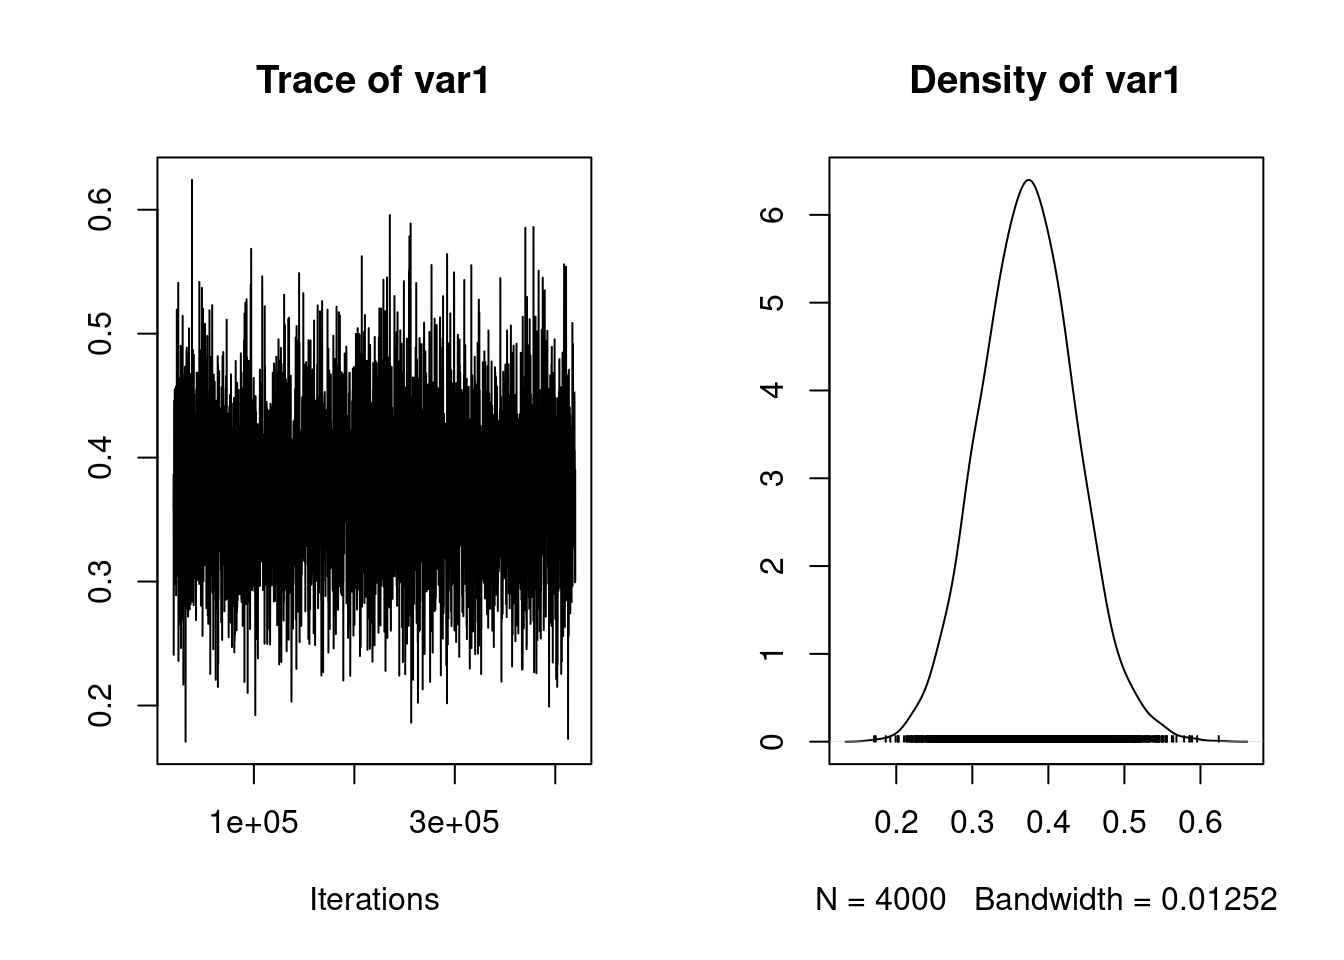 Trace of var1
0.6
0.5
0.4
0.3
0.2
1e+05 3e+05
Iterations
Density of var1
6
5
4
3
2
1
0
0.2 0.3 0.4 0.5 0.6
N = 4000 Bandwidth = 0.01252